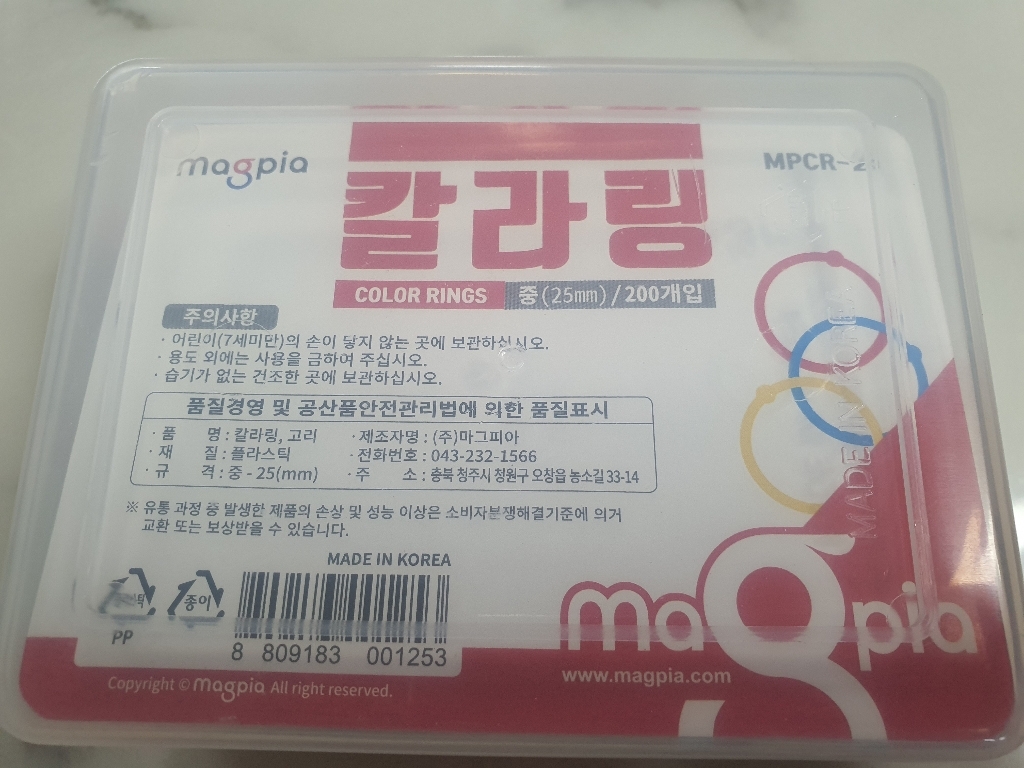 magpia
MPCR-2
칼라링
COLOR RINGS 중(25mm)/200개입
주의사항
· 어린이(7세미만)의 손이 닿지 않는 곳에 보관하십시오.
· 용도 외에는 사용을 금하여 주십시오.
· 습기가 없는 건조한 곳에 보관하십시오.
품질경영 및 공산품안전관리법에 의한 품질표시
· 품 명 : 칼라링, 고리 · 제조자명 : (주)마그피아
· 재 질 : 플라스틱 · 전화번호 : 043-232-1566
· 규 격 : 중 - 25(mm) · 주 소 : 충북 청주시 청원구 오창읍 농소길 33-14
※ 유통 과정 중 발생한 제품의 손상 및 성능 이상은 소비자분쟁해결기준에 의거
교환 또는 보상받을 수 있습니다.
MADE IN KOREA
종이
PP
8 809183 001253
Copyright © magpia All right reserved.
magpia
www.magpia.com
MADE IN KOREA